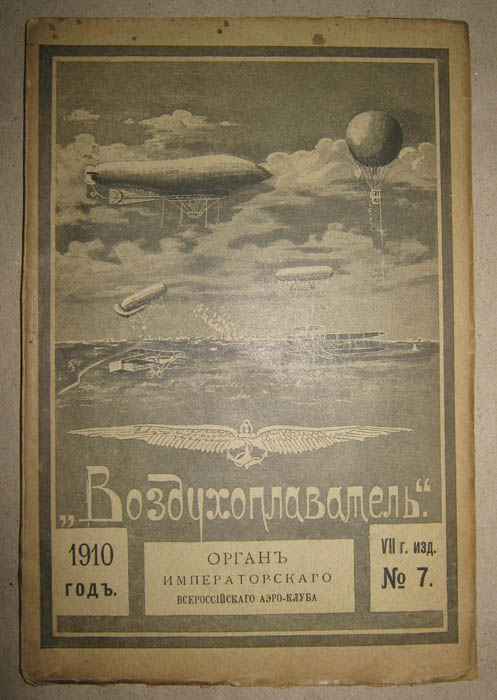 „Воздухоплаватель“.
1910
годъ.
ОРГАНЪ
ИМПЕРАТОРСКАГО
ВСЕРОССІЙСКАГО АЭРО-КЛУБА
VII г. изд.
№ 7.